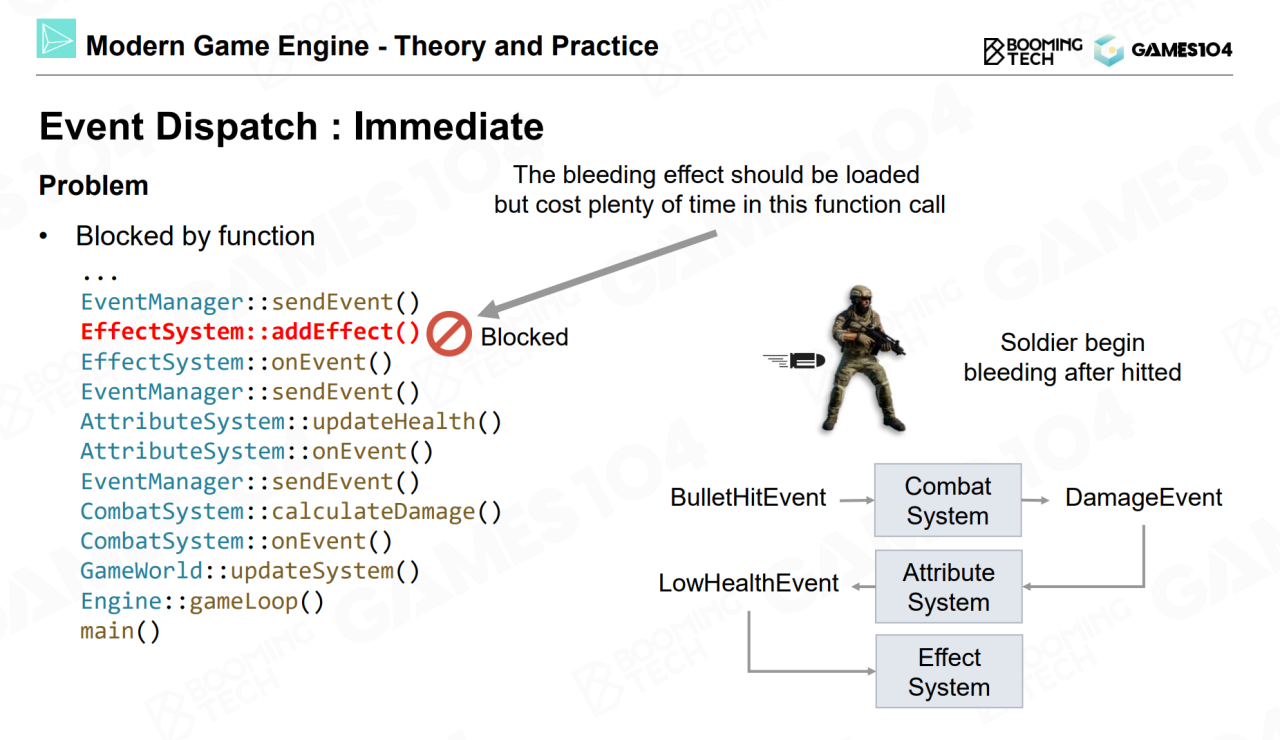 Modern Game Engine - Theory and Practice
BOOMING
TECH
GAMES104
Event Dispatch : Immediate
Problem
The bleeding effect should be loaded
but cost plenty of time in this function call
• Blocked by function
...
EventManager::sendEvent()
EffectSystem::addEffect()
Blocked
EffectSystem::onEvent()
EventManager::sendEvent()
AttributeSystem::updateHealth()
AttributeSystem::onEvent()
EventManager::sendEvent()
CombatSystem::calculateDamage()
CombatSystem::onEvent()
GameWorld::updateSystem()
Engine::gameLoop()
main()
Soldier begin
bleeding after hitted
BulletHitEvent
Combat
System
DamageEvent
LowHealthEvent
Attribute
System
Effect
System